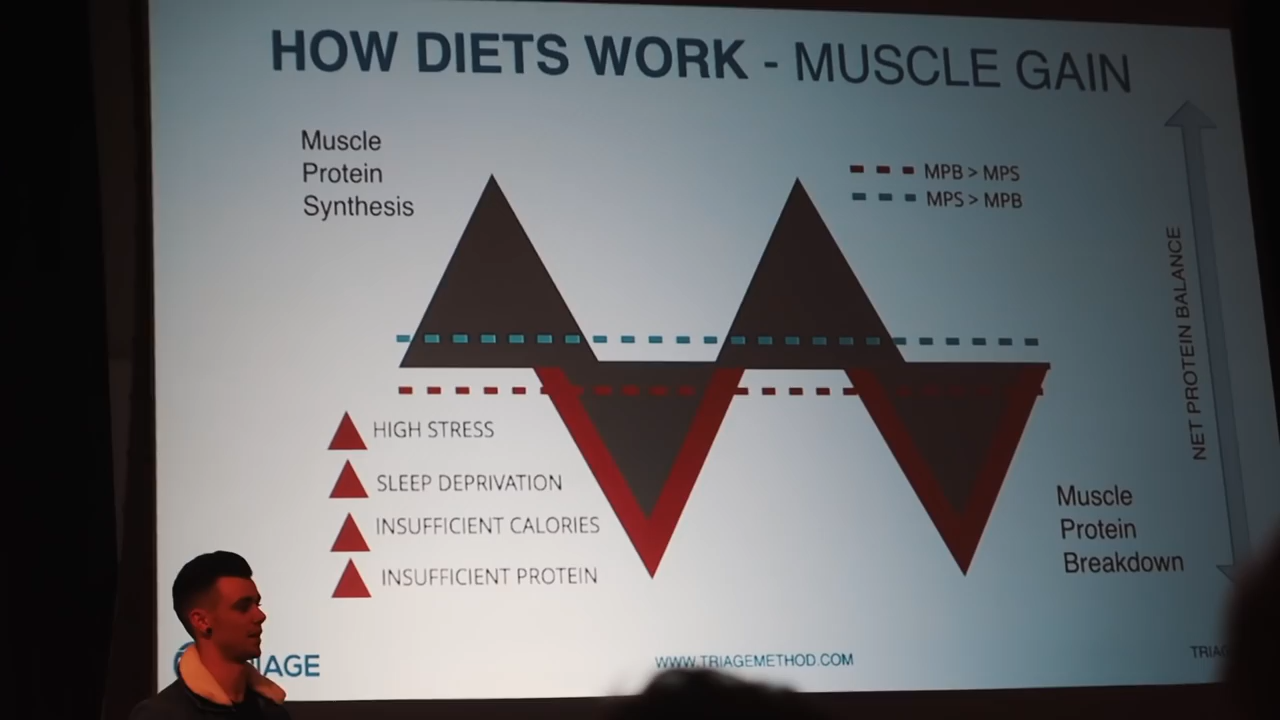 HOW DIETS WORK - MUSCLE GAIN
Muscle
Protein
Synthesis
MPB > MPS
MPS > MPB
NET PROTEIN BALANCE
HIGH STRESS
SLEEP DEPRIVATION
INSUFFICIENT CALORIES
INSUFFICIENT PROTEIN
Muscle
Protein
Breakdown
WWW.TRIAGEMETHOD.COM